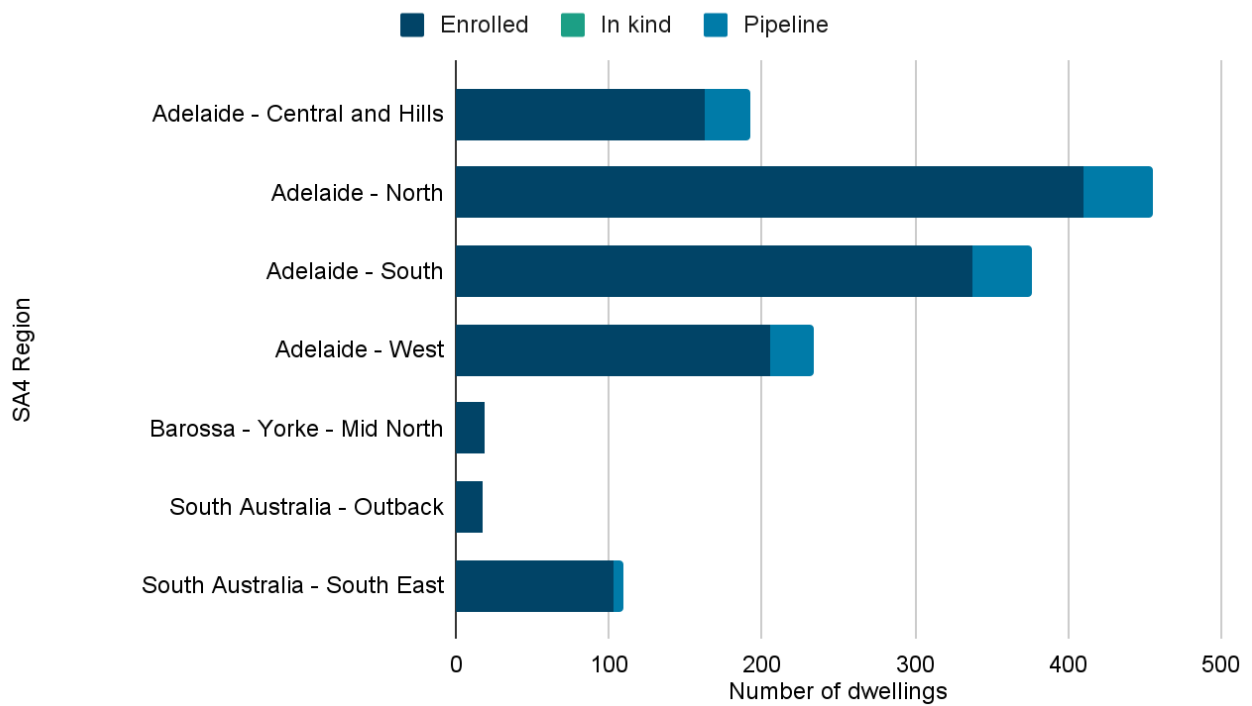 Enrolled In kind Pipeline
Adelaide - Central and Hills
Adelaide - North
Adelaide - South
Adelaide - West
Barossa - Yorke - Mid North
South Australia - Outback
South Australia - South East
SA4 Region
0 100 200 300 400 500
Number of dwellings